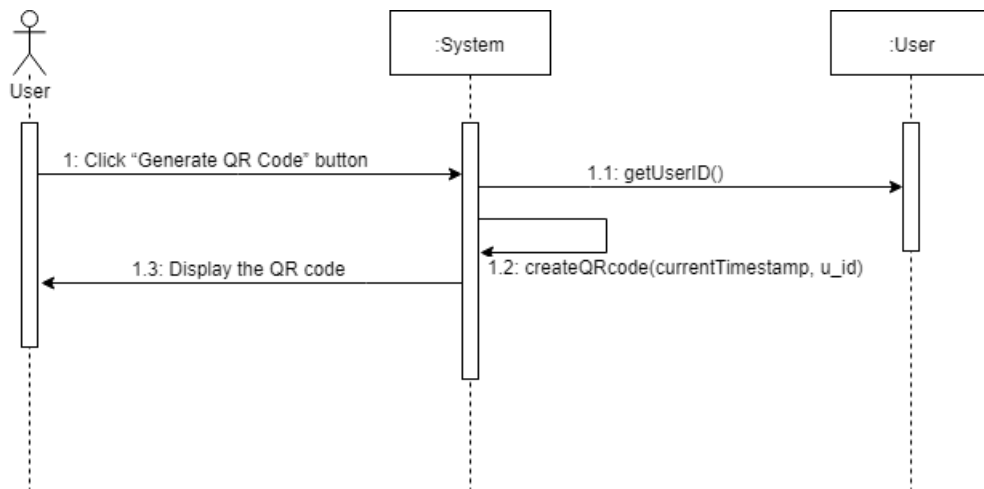 :System
:User
User
1: Click “Generate QR Code” button
1.1: getUserID()
1.2: createQRcode(currentTimestamp, u_id)
1.3: Display the QR code